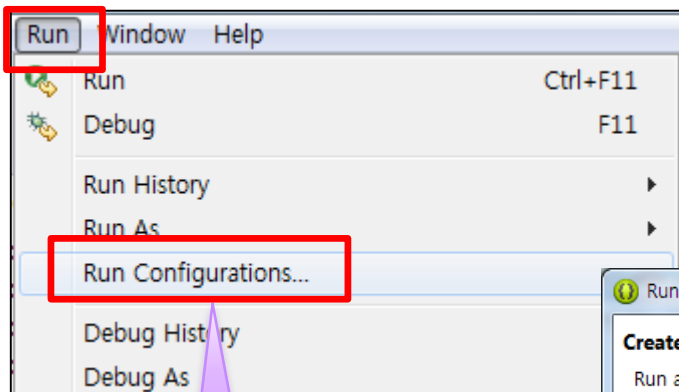 Run Window Help
Run Ctrl+F11
Debug F11
Run History
Run As
Run Configurations...
Run
Debug History
Create
Debug As
Run a